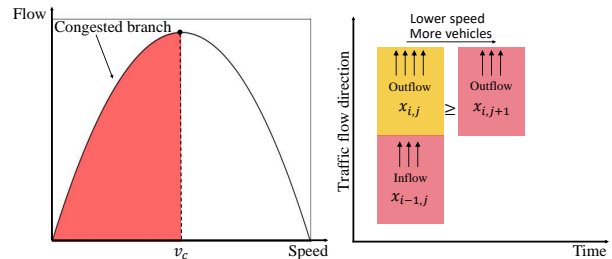 Flow
Congested branch
v_c
Speed
Lower speed
More vehicles
Traffic flow direction
Outflow
x_{i,j}
≥
Outflow
x_{i,j+1}
Inflow
x_{i−1,j}
Time